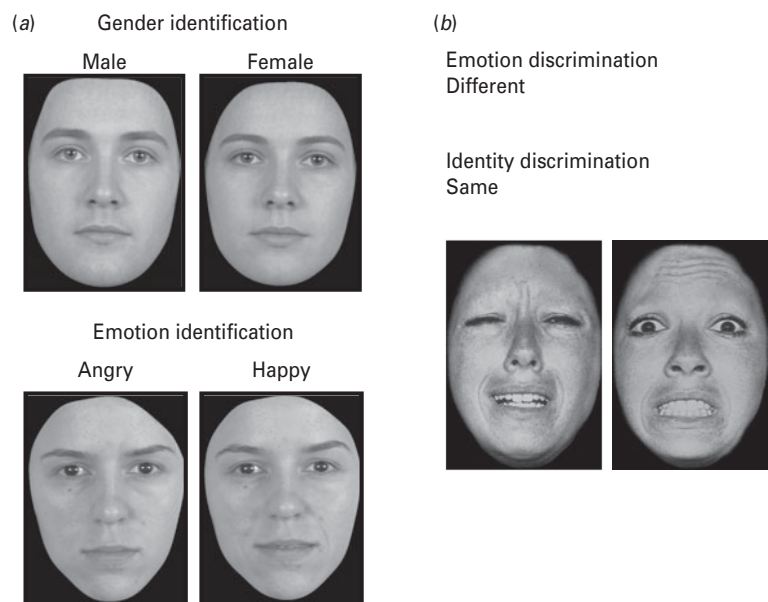 (a)
Gender identification
Male Female
Emotion identification
Angry Happy
(b)
Emotion discrimination
Different
Identity discrimination
Same